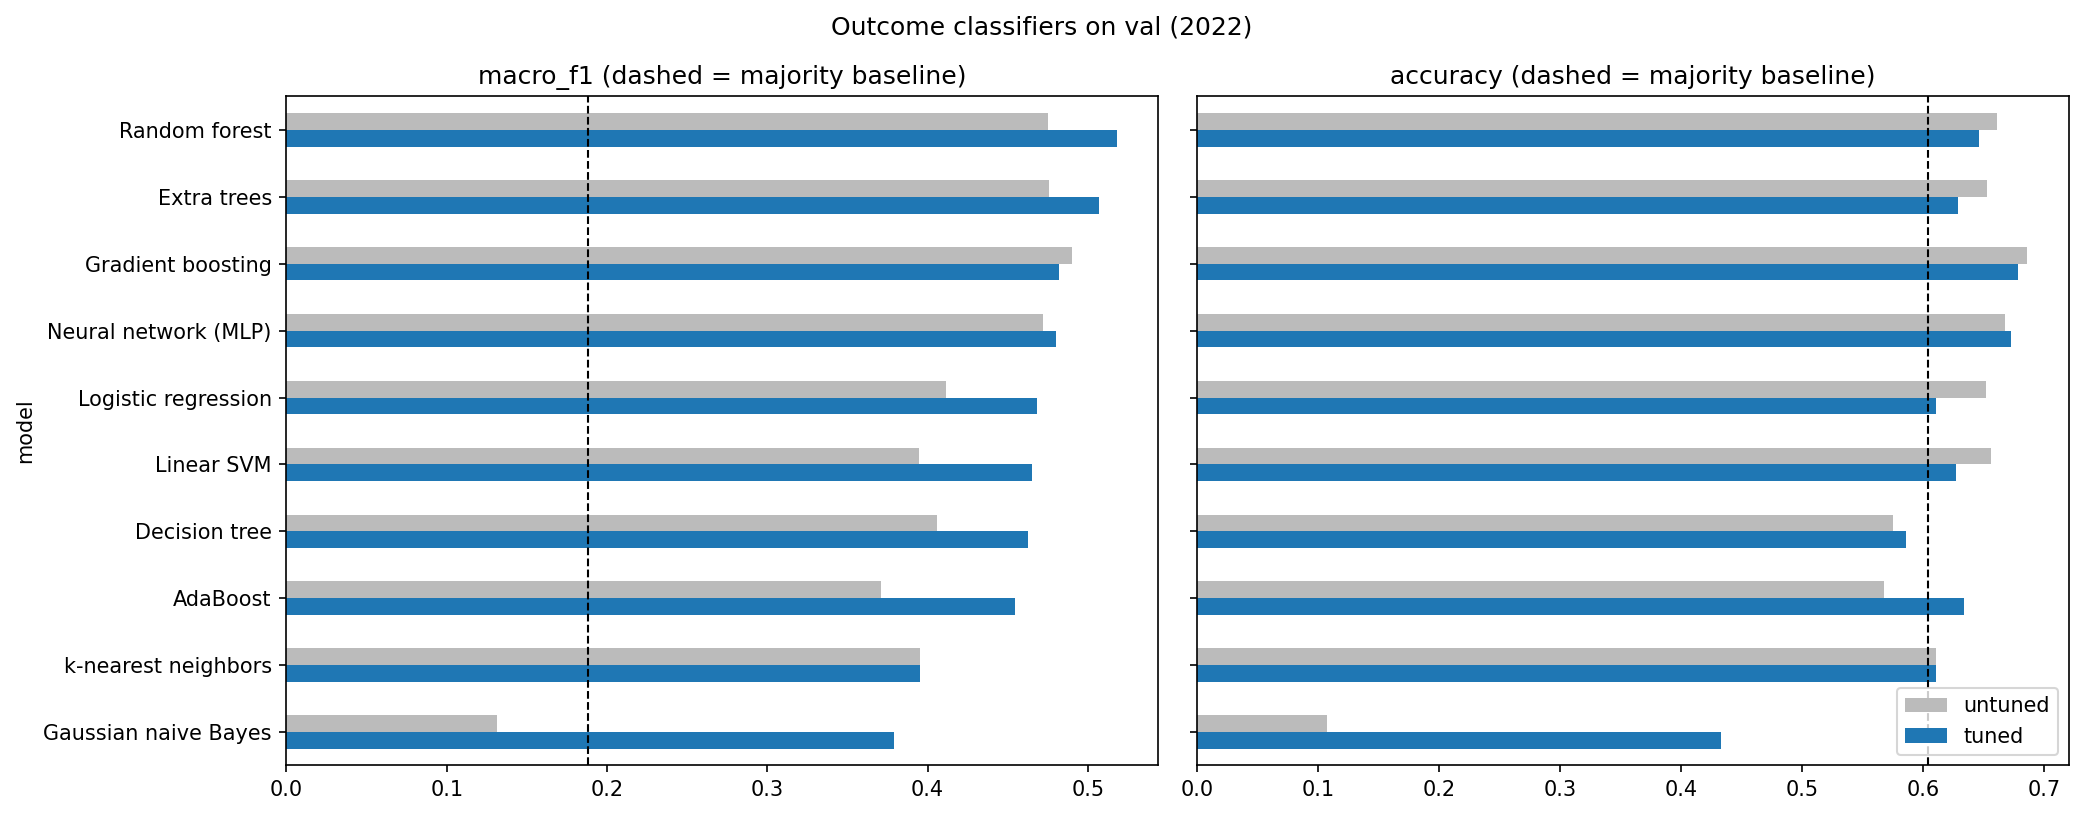 Outcome classifiers on val (2022)
macro_f1 (dashed = majority baseline)
accuracy (dashed = majority baseline)
model
Random forest
Extra trees
Gradient boosting
Neural network (MLP)
Logistic regression
Linear SVM
Decision tree
AdaBoost
k-nearest neighbors
Gaussian naive Bayes
untuned
tuned
0.0 0.1 0.2 0.3 0.4 0.5
0.0 0.1 0.2 0.3 0.4 0.5 0.6 0.7